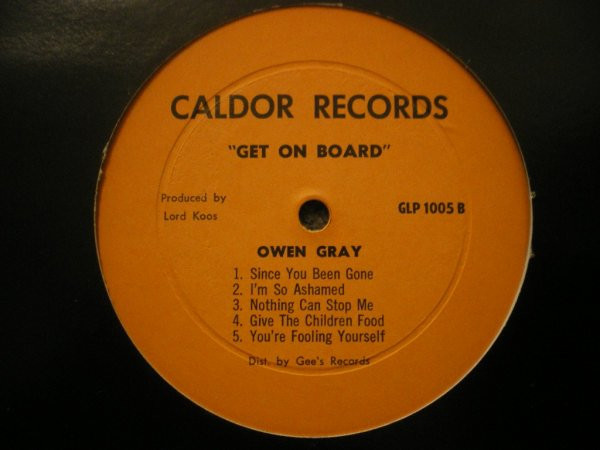 CALDOR RECORDS
"GET ON BOARD"
Produced by
Lord Koos
GLP 1005 B
OWEN GRAY
1. Since You Been Gone
2. I'm So Ashamed
3. Nothing Can Stop Me
4. Give The Children Food
5. You're Fooling Yourself
Dist. by Gee's Records